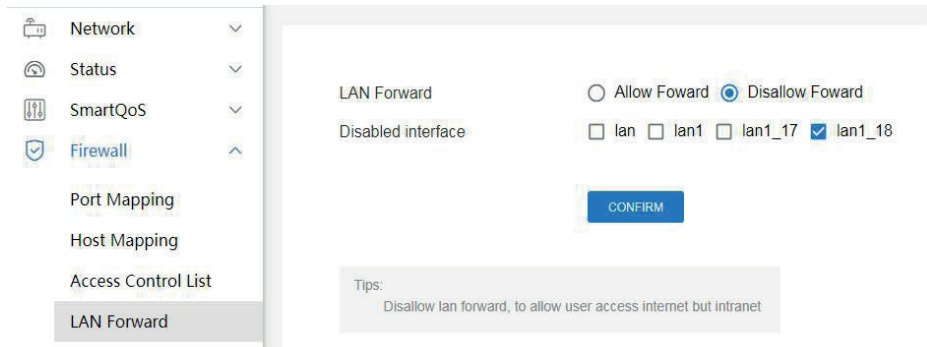 Network
Status
SmartQoS
Firewall
Port Mapping
Host Mapping
Access Control List
LAN Forward
LAN Forward Allow Foward Disallow Foward
Disabled interface lan lan1 lan1_17 lan1_18
CONFIRM
Tips:
Disallow lan forward, to allow user access internet but intranet